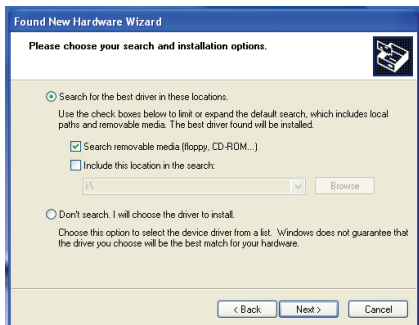 Found New Hardware Wizard
Please choose your search and installation options.
Search for the best driver in these locations.
Use the check boxes below to limit or expand the default search, which includes local
paths and removable media. The best driver found will be installed.
Search removable media (floppy, CD-ROM...)
Include this location in the search:
i:\
Browse
Don't search. I will choose the driver to install.
Choose this option to select the device driver from a list. Windows does not guarantee that
the driver you choose will be the best match for your hardware.
< Back
Next >
Cancel